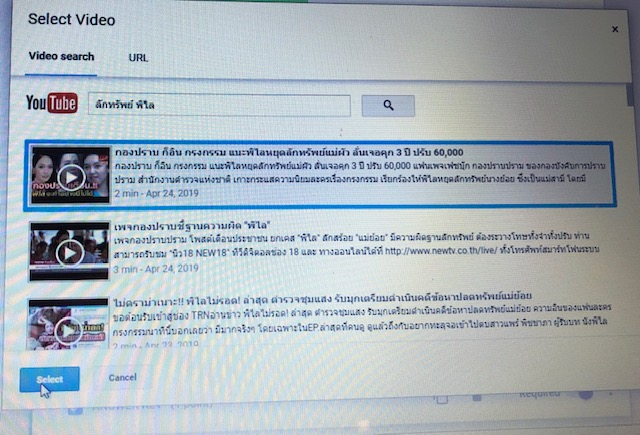 Select Video
×
Video search URL
YouTube ลักทรัพย์ พิไล
กองปราบ ก็อิน กรงกรรม แนะพิไลหยุดลักทรัพย์แม่ผัว ลั่นเจอคุก 3 ปี ปรับ 60,000
กองปราบ ก็อิน กรงกรรม แนะพิไลหยุดลักทรัพย์แม่ผัว ลั่นเจอคุก 3 ปี ปรับ 60,000 แฟนเพจเฟซบุ๊ก กองปราบปราม ของกองบังคับการปราบ
ปราม สำนักงานตำรวจแห่งชาติ เกาะกระแสความนิยมละครเรื่องกรงกรรม เรียกร้องให้พิไลหยุดลักทรัพย์นางย้อย ซึ่งเป็นแม่สามี โดยมี
2 min - Apr 24, 2019
เพจกองปราบชี้ฐานความผิด "พิไล"
เพจกองปราบปราม โพสต์เตือนประชาชน ยกเคส "พิไล" ลักสร้อย "แม่ย้อย" มีความผิดฐานลักทรัพย์ ต้องระวางโทษทั้งจำทั้งปรับ ท่าน
สามารถรับชม "นิว18 NEW18" ทีวีดิจิตอลช่อง 18 และ ทางออนไลน์ได้ที่ http://www.newtv.co.th/live/ ทั้งโทรศัพท์สมาร์ทโฟนระบบ
3 min - Apr 24, 2019
ไม่ดราม่าเนาะ!! พิไลไม่รอด! ล่าสุด ตำรวจซุ่มแสง รับมุกเตรียมดำเนินคดีข้อหาปลดทรัพย์แม่ย้อย
ขอต้อนรับเข้าสู่ช่อง TRNอ่านข่าว พิไลไม่รอด! ล่าสุด ตำรวจชุมแสง รับมุกเตรียมดำเนินคดีข้อหาปลดทรัพย์แม่ย้อย ความอินของแฟนละคร
กรงกรรมนาทีนี้บอกเลยว่า มีมากจริงๆ โดยเฉพาะในEP.ล่าสุดที่คนดู ดูแล้วถึงกับอยากทะลุจอเข้าไปตบสาวแพร์ พิชชาภา ผู้รับบท นังพิไล
2 min - Apr 23, 2019
Select Cancel
Required